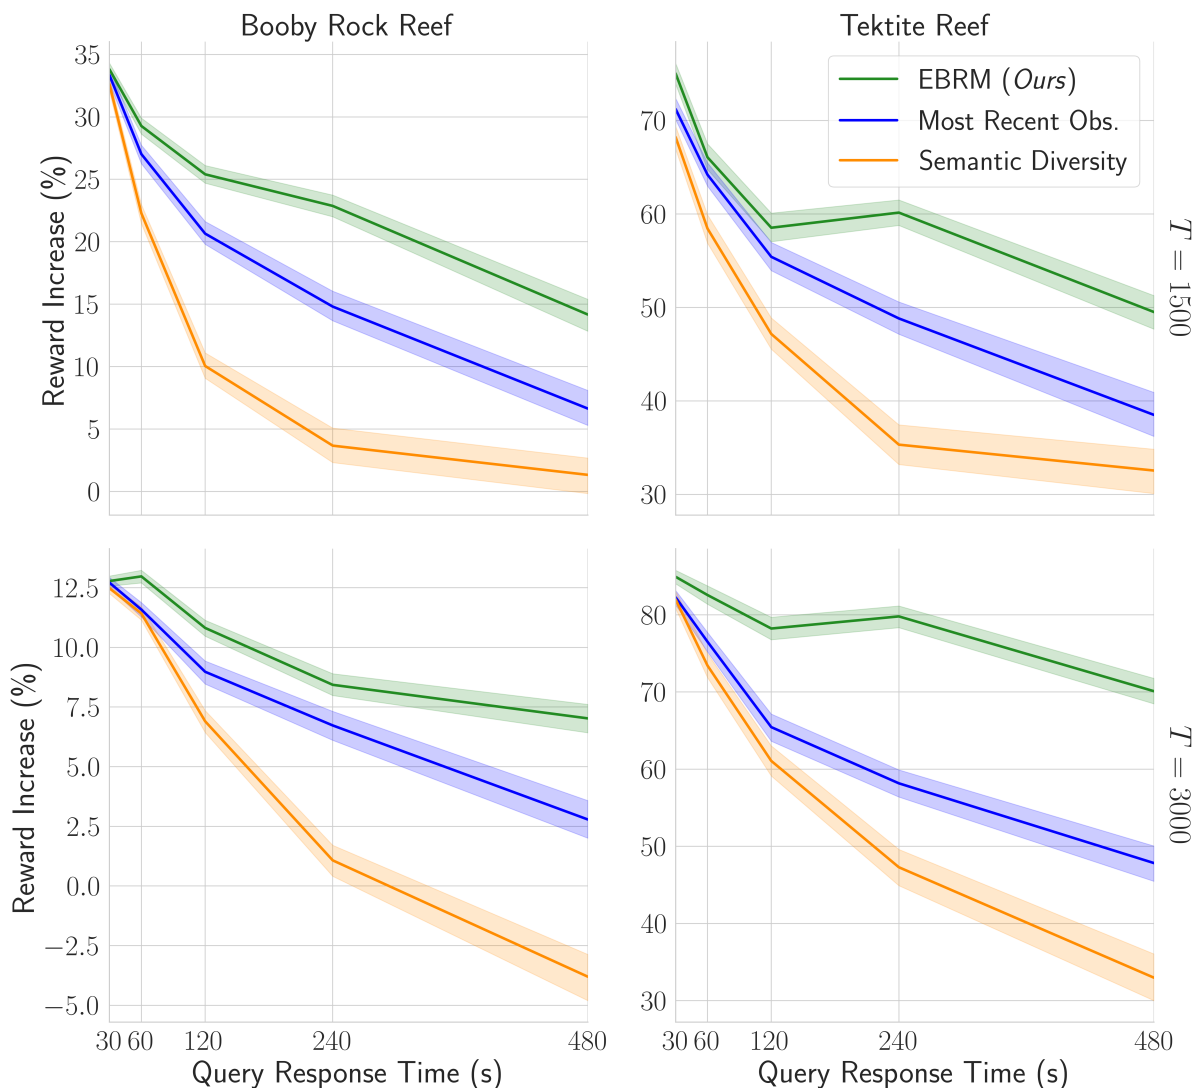 Booby Rock Reef
Tektite Reef
35
30
25
20
15
10
5
0
Reward Increase (%)
70
60
50
40
30
EBRM (Ours)
Most Recent Obs.
Semantic Diversity
T = 1500
12.5
10.0
7.5
5.0
2.5
0.0
−2.5
−5.0
Reward Increase (%)
30 60 120 240 480
Query Response Time (s)
80
70
60
50
40
30
30 60 120 240 480
Query Response Time (s)
T = 3000